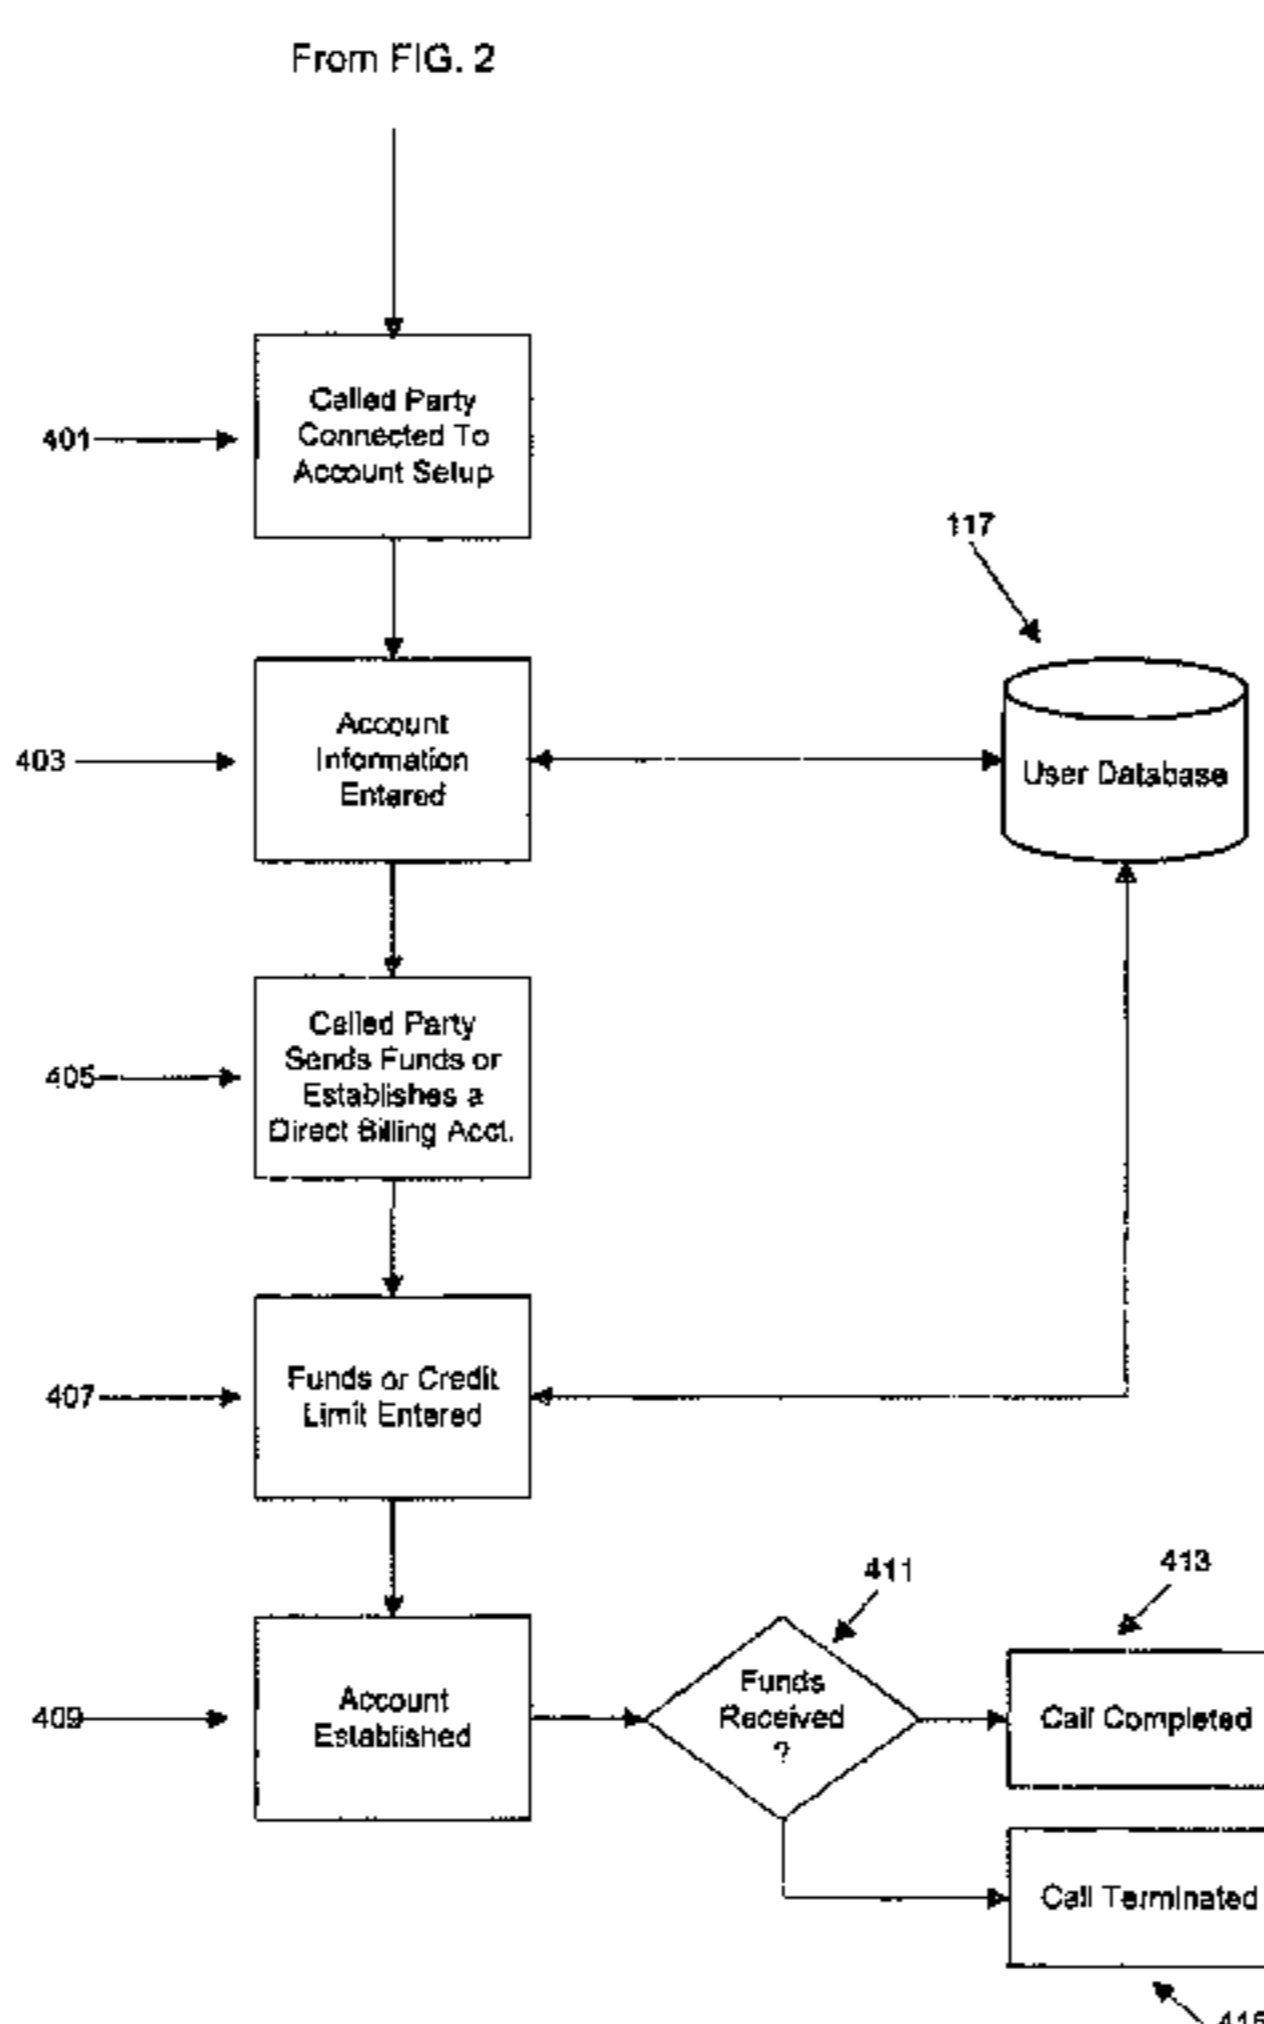 From FIG. 2
401
Called Party
Connected To
Account Setup
117
403
Account
Information
Entered
User Database
405
Called Party
Sends Funds or
Establishes a
Direct Billing Acct.
407
Funds or Credit
Limit Entered
411
413
409
Account
Established
Funds
Received
?
Call Completed
Call Terminated